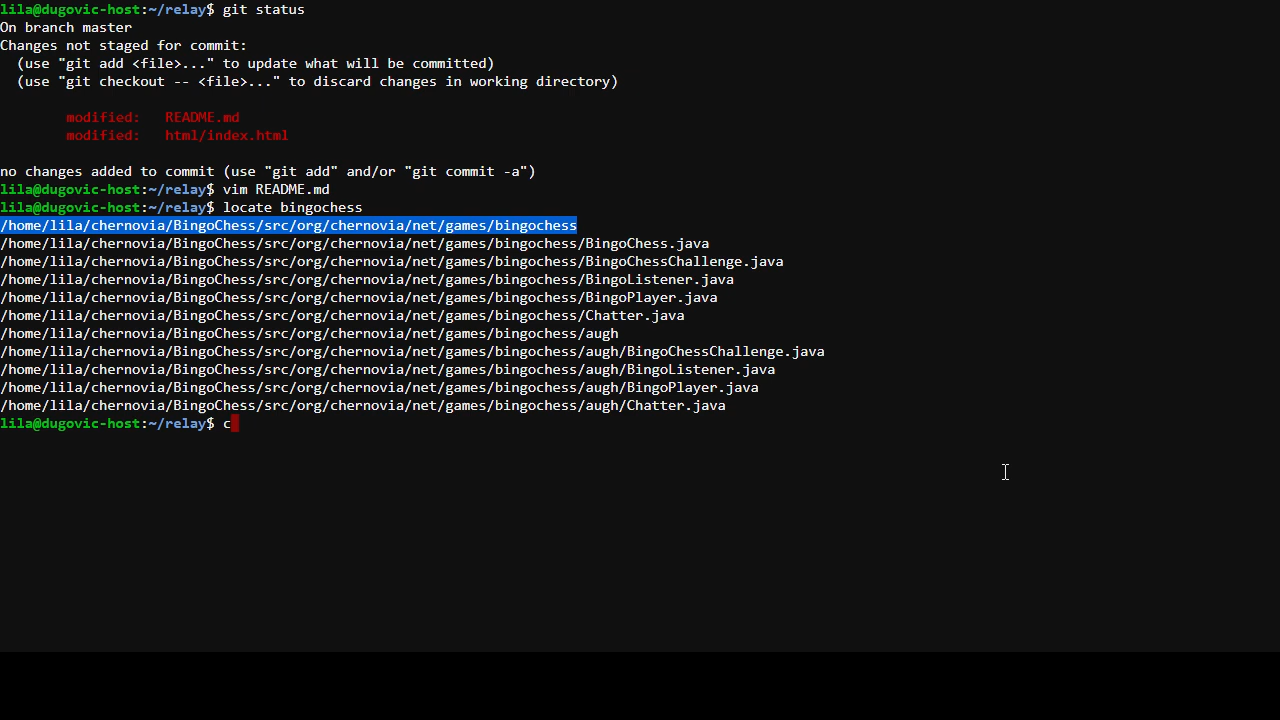 lila@dugovic-host:~/relay$ git status
On branch master
Changes not staged for commit:
  (use "git add <file>..." to update what will be committed)
  (use "git checkout -- <file>..." to discard changes in working directory)
        modified:   README.md
        modified:   html/index.html
no changes added to commit (use "git add" and/or "git commit -a")
lila@dugovic-host:~/relay$ vim README.md
lila@dugovic-host:~/relay$ locate bingochess
/home/lila/chernovia/BingoChess/src/org/chernovia/net/games/bingochess
/home/lila/chernovia/BingoChess/src/org/chernovia/net/games/bingochess/BingoChess.java
/home/lila/chernovia/BingoChess/src/org/chernovia/net/games/bingochess/BingoChessChallenge.java
/home/lila/chernovia/BingoChess/src/org/chernovia/net/games/bingochess/BingoListener.java
/home/lila/chernovia/BingoChess/src/org/chernovia/net/games/bingochess/BingoPlayer.java
/home/lila/chernovia/BingoChess/src/org/chernovia/net/games/bingochess/Chatter.java
/home/lila/chernovia/BingoChess/src/org/chernovia/net/games/bingochess/augh
/home/lila/chernovia/BingoChess/src/org/chernovia/net/games/bingochess/augh/BingoChessChallenge.java
/home/lila/chernovia/BingoChess/src/org/chernovia/net/games/bingochess/augh/BingoListener.java
/home/lila/chernovia/BingoChess/src/org/chernovia/net/games/bingochess/augh/BingoPlayer.java
/home/lila/chernovia/BingoChess/src/org/chernovia/net/games/bingochess/augh/Chatter.java
lila@dugovic-host:~/relay$ c